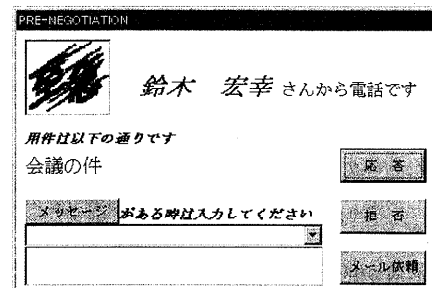 PRE-NEGOTIATION
鈴木 宏幸 さんから電話です
用件は以下の通りです
会議の件
応答
メッセージ がある時は入力してください
拒否
メール依頼